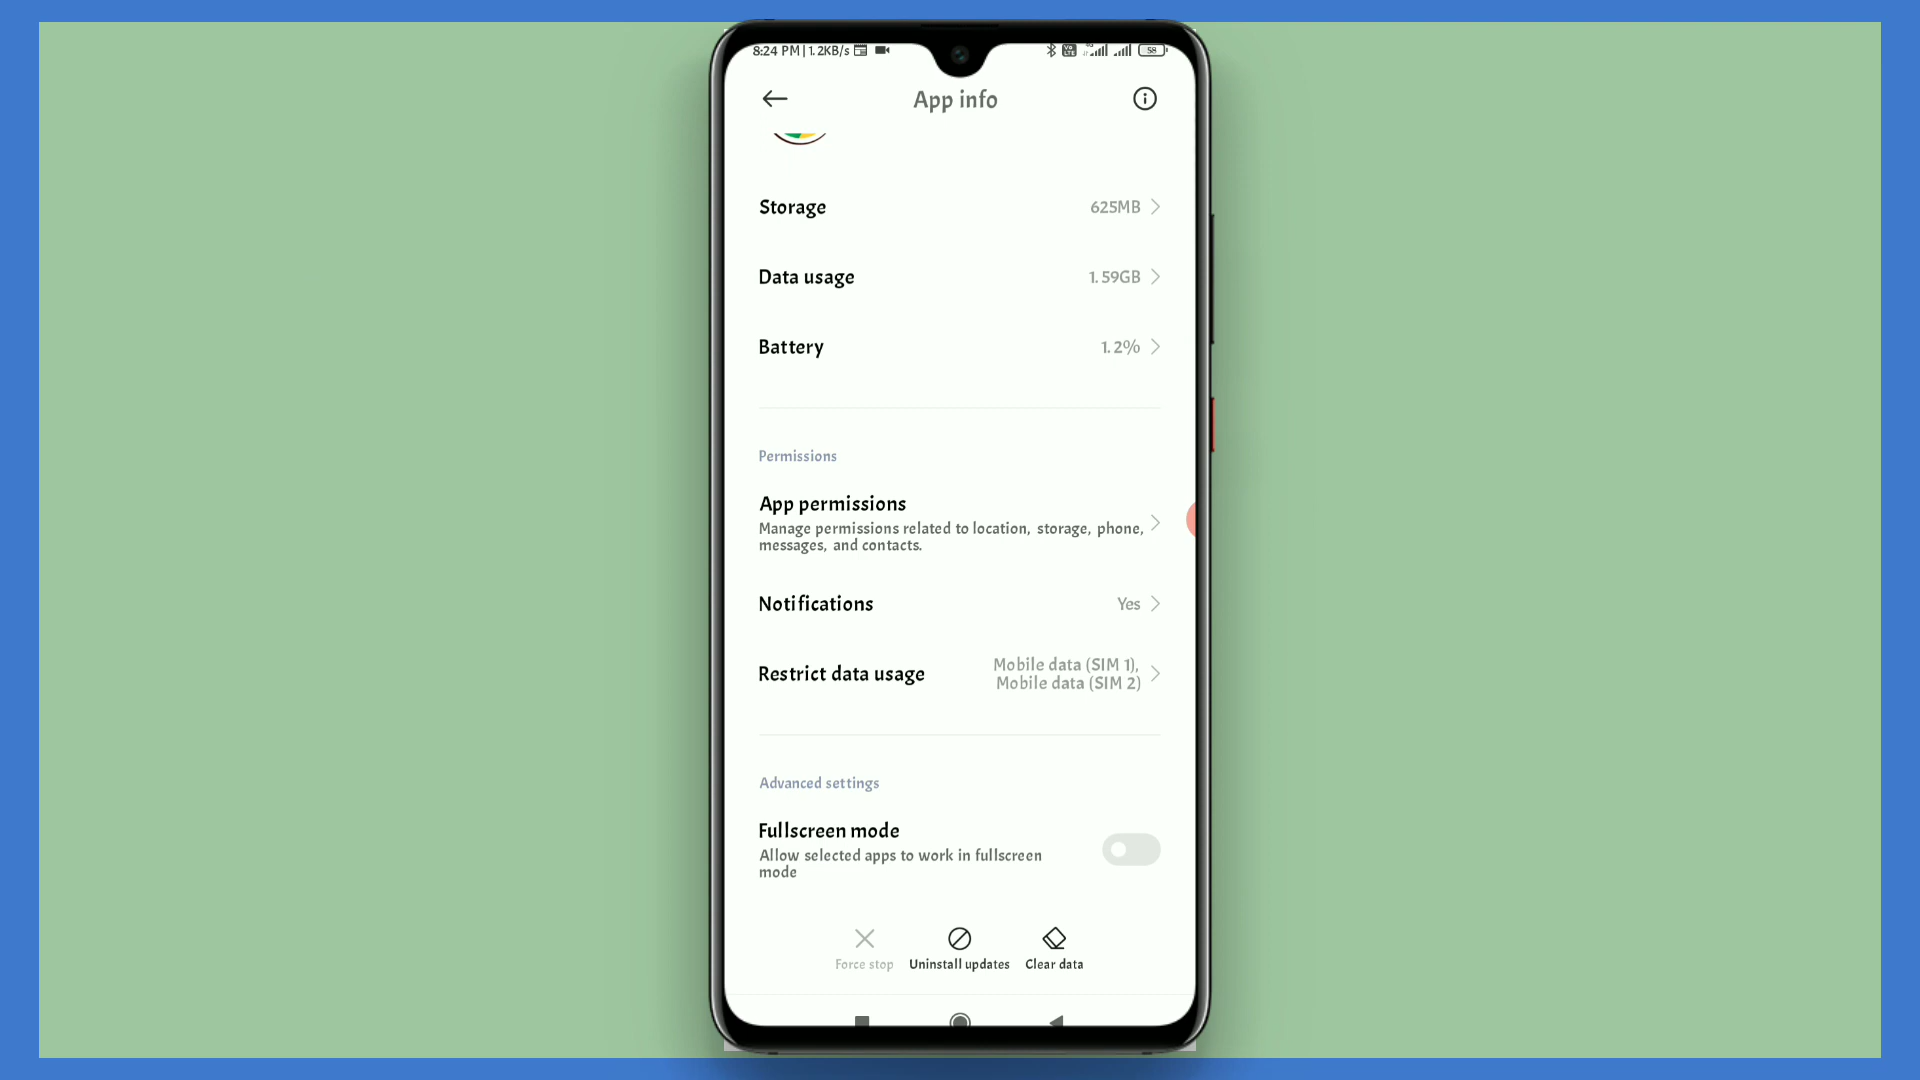 8:24 PM | 1.2KB/s
58
App info
Storage
625MB
Data usage
1.59GB
Battery
1.2%
Permissions
App permissions
Manage permissions related to location, storage, phone,
messages, and contacts.
Notifications
Yes
Restrict data usage
Mobile data (SIM 1),
Mobile data (SIM 2)
Advanced settings
Fullscreen mode
Allow selected apps to work in fullscreen
mode
Force stop
Uninstall updates
Clear data